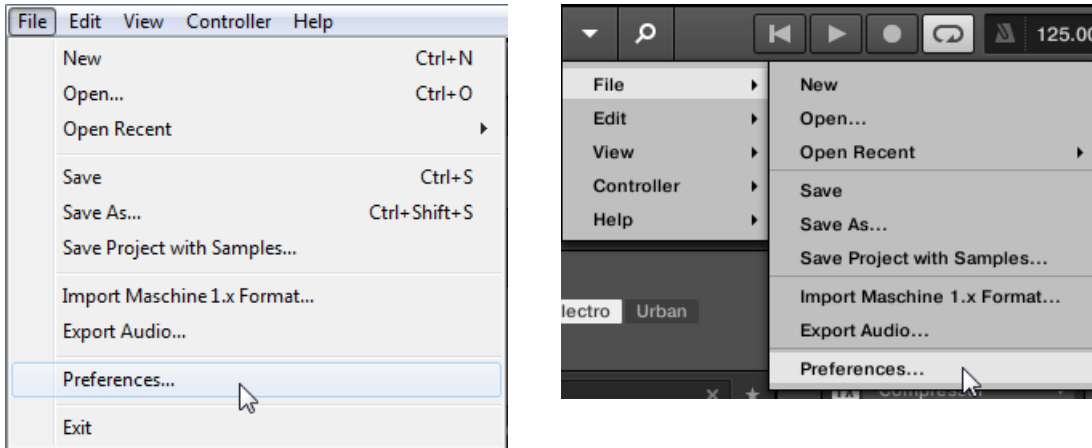 File Edit View Controller Help
New Ctrl+N
Open... Ctrl+O
Open Recent
Save Ctrl+S
Save As... Ctrl+Shift+S
Save Project with Samples...
Import Maschine 1.x Format...
Export Audio...
Preferences...
Exit
125.00
File
Edit
View
Controller
Help
New
Open...
Open Recent
Save
Save As...
Save Project with Samples...
Import Maschine 1.x Format...
Export Audio...
Preferences...
lectro Urban
Compressor